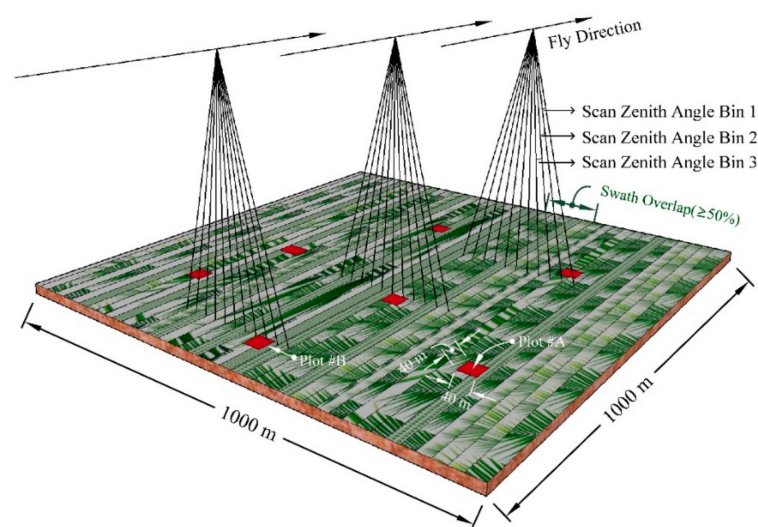 Fly Direction
Scan Zenith Angle Bin 1
Scan Zenith Angle Bin 2
Scan Zenith Angle Bin 3
Swath Overlap(≥50%)
Plot #A
40 m
Plot #B
40 m
1000 m
1000 m